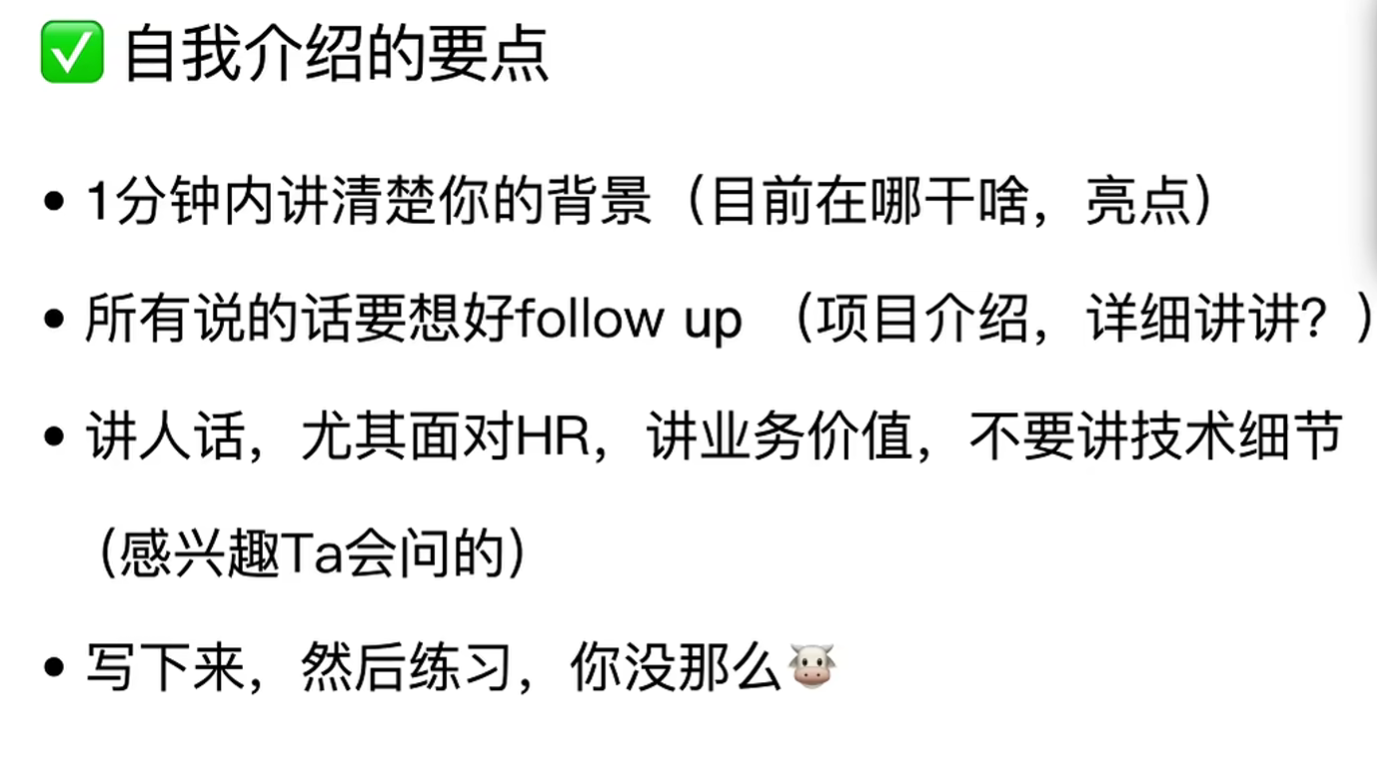 ✅ 自我介绍的要点
• 1分钟内讲清楚你的背景（目前在哪干啥，亮点）
• 所有说的话要想好follow up （项目介绍，详细讲讲？）
• 讲人话，尤其面对HR，讲业务价值，不要讲技术细节
（感兴趣Ta会问的）
• 写下来，然后练习，你没那么🐮